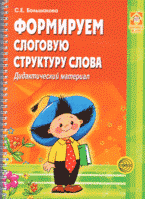 С.Е. Большакова
ФОРМИРУЕМ
СЛОГОВУЮ
СТРУКТУРУ СЛОВА
Дидактический материал